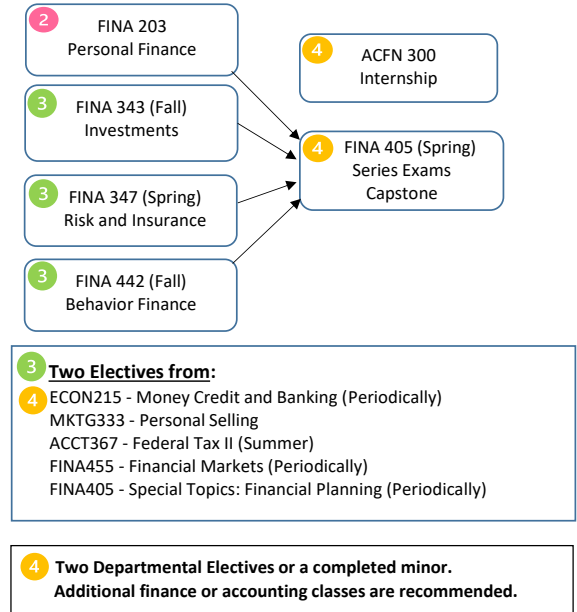 2
FINA 203
Personal Finance
4
ACFN 300
Internship
3
FINA 343 (Fall)
Investments
4
FINA 405 (Spring)
Series Exams
Capstone
3
FINA 347 (Spring)
Risk and Insurance
3
FINA 442 (Fall)
Behavior Finance
3
Two Electives from:
4
ECON215 - Money Credit and Banking (Periodically)
MKTG333 - Personal Selling
ACCT367 - Federal Tax II (Summer)
FINA455 - Financial Markets (Periodically)
FINA405 - Special Topics: Financial Planning (Periodically)
4
Two Departmental Electives or a completed minor.
Additional finance or accounting classes are recommended.